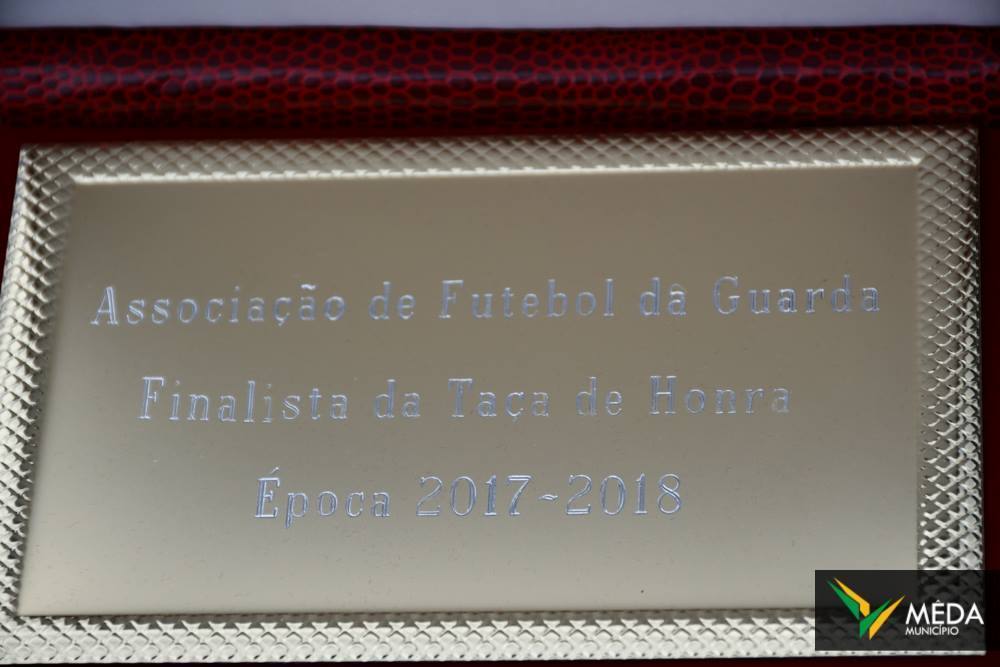 Associação de Futebol da Guarda
Finalista da Taça de Honra
Época 2017~2018
MÊDA
MUNICÍPIO